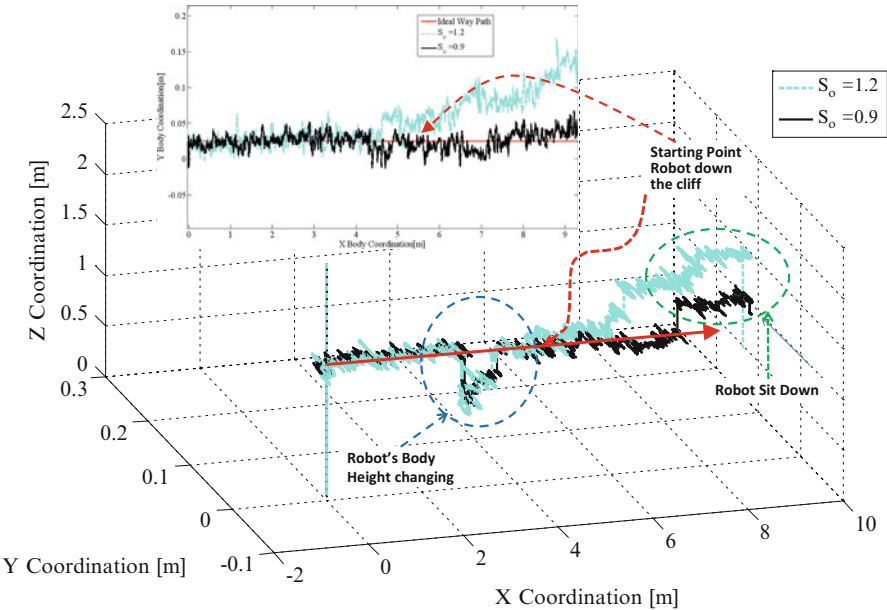 0.2
0.15
0.1
0.05
0
-0.05
Y Body Coordination[m]
0 1 2 3 4 5 6 7 8 9
X Body Coordination[m]
Ideal Way Path
S_o =1.2
S_c =0.9
S_o =1.2
S_o =0.9
Starting Point
Robot down
the cliff
Z Coordination [m]
2.5
2
1.5
1
0.5
0
0.3
0.2
0.1
0
-0.1
Y Coordination [m]
-2
0
2
4
6
8
10
X Coordination [m]
Robot's Body
Height changing
Robot Sit Down